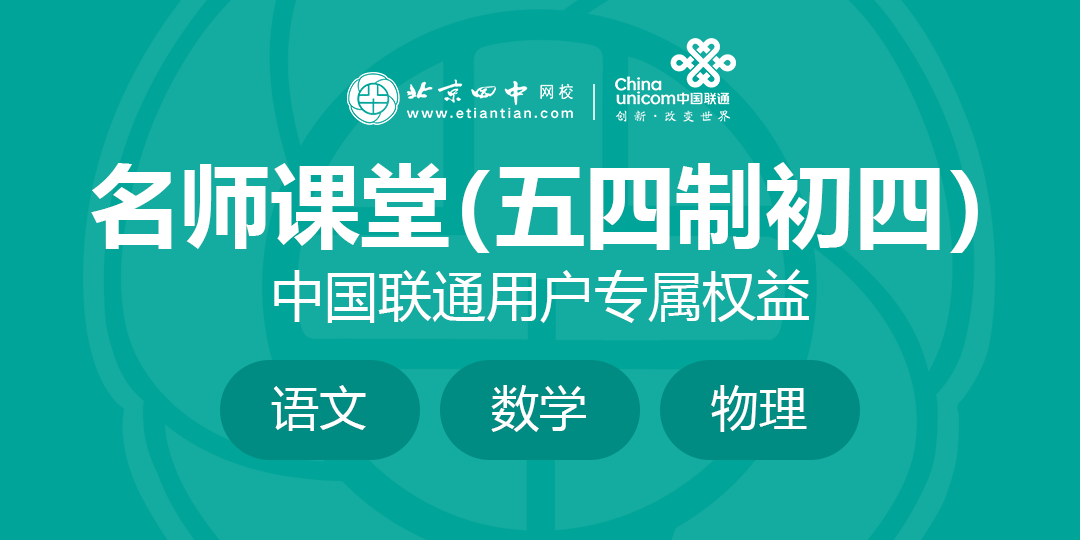 北京四中网校
www.etiantian.com
China
unicom中国联通
创新·改变世界
名师课堂(五四制初四)
中国联通用户专属权益
语文 数学 物理